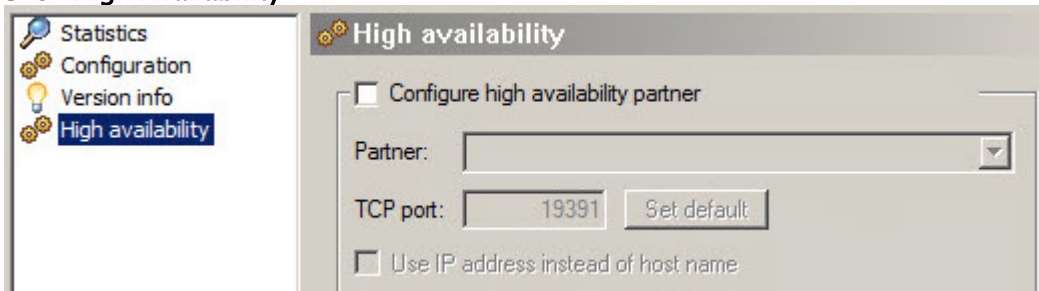 Statistics
Configuration
Version info
High availability
High availability
Configure high availability partner
Partner:
TCP port: 19391 Set default
Use IP address instead of host name